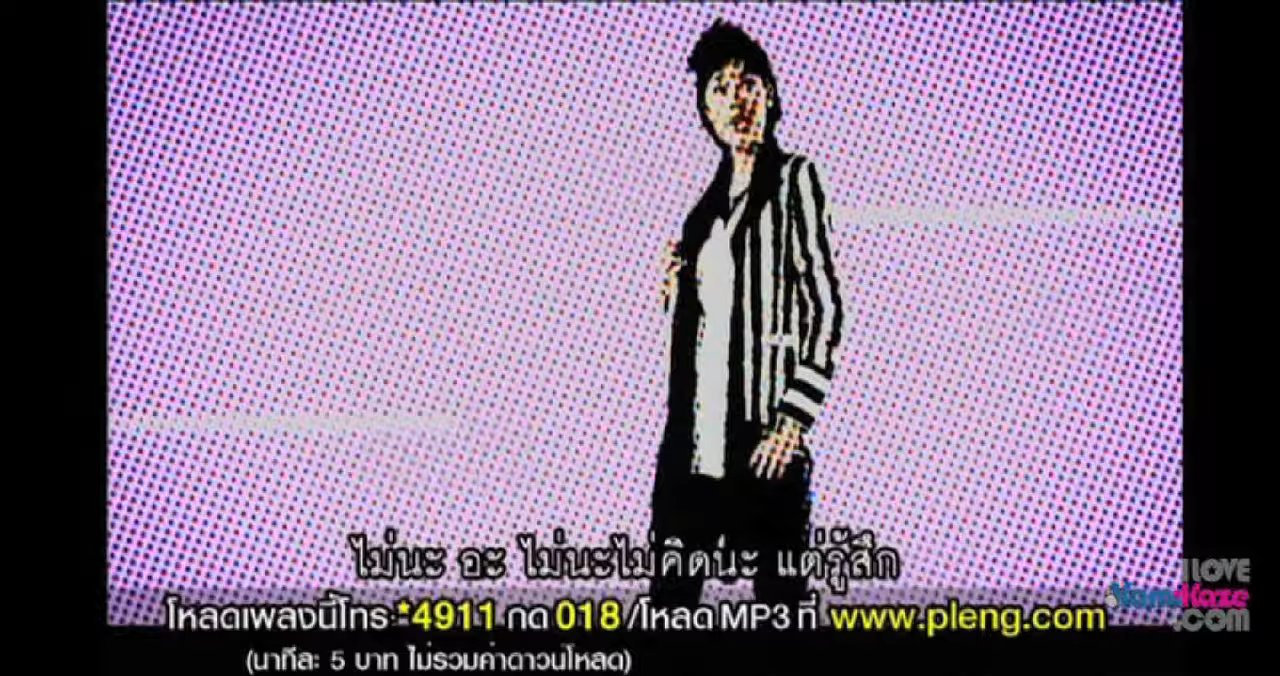 ไม่นะ อะ ไม่นะไม่คิดนะ แต่รู้สึก
โหลดเพลงนี้โทร *4911 กด 018 /โหลด MP3 ที่ www.pleng.com
(นาทีละ 5 บาท ไม่รวมค่าดาวนโหลด)
I LOVE
Kaze
.com